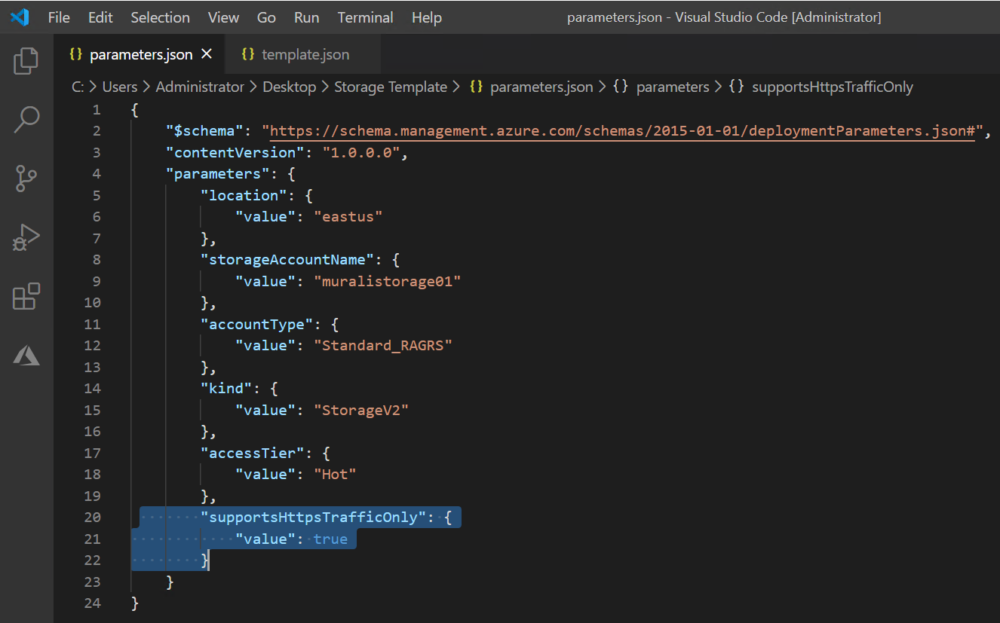 File Edit Selection View Go Run Terminal Help parameters.json - Visual Studio Code [Administrator]
{} parameters.json × {} template.json
C: > Users > Administrator > Desktop > Storage Template > {} parameters.json > {} parameters > {} supportsHttpsTrafficOnly
1 {
2 "$schema": "https://schema.management.azure.com/schemas/2015-01-01/deploymentParameters.json#",
3 "contentVersion": "1.0.0.0",
4 "parameters": {
5 "location": {
6 "value": "eastus"
7 },
8 "storageAccountName": {
9 "value": "muralistorage01"
10 },
11 "accountType": {
12 "value": "Standard_RAGRS"
13 },
14 "kind": {
15 "value": "StorageV2"
16 },
17 "accessTier": {
18 "value": "Hot"
19 },
20 "supportsHttpsTrafficOnly": {
21 "value": true
22 }
23 }
24 }